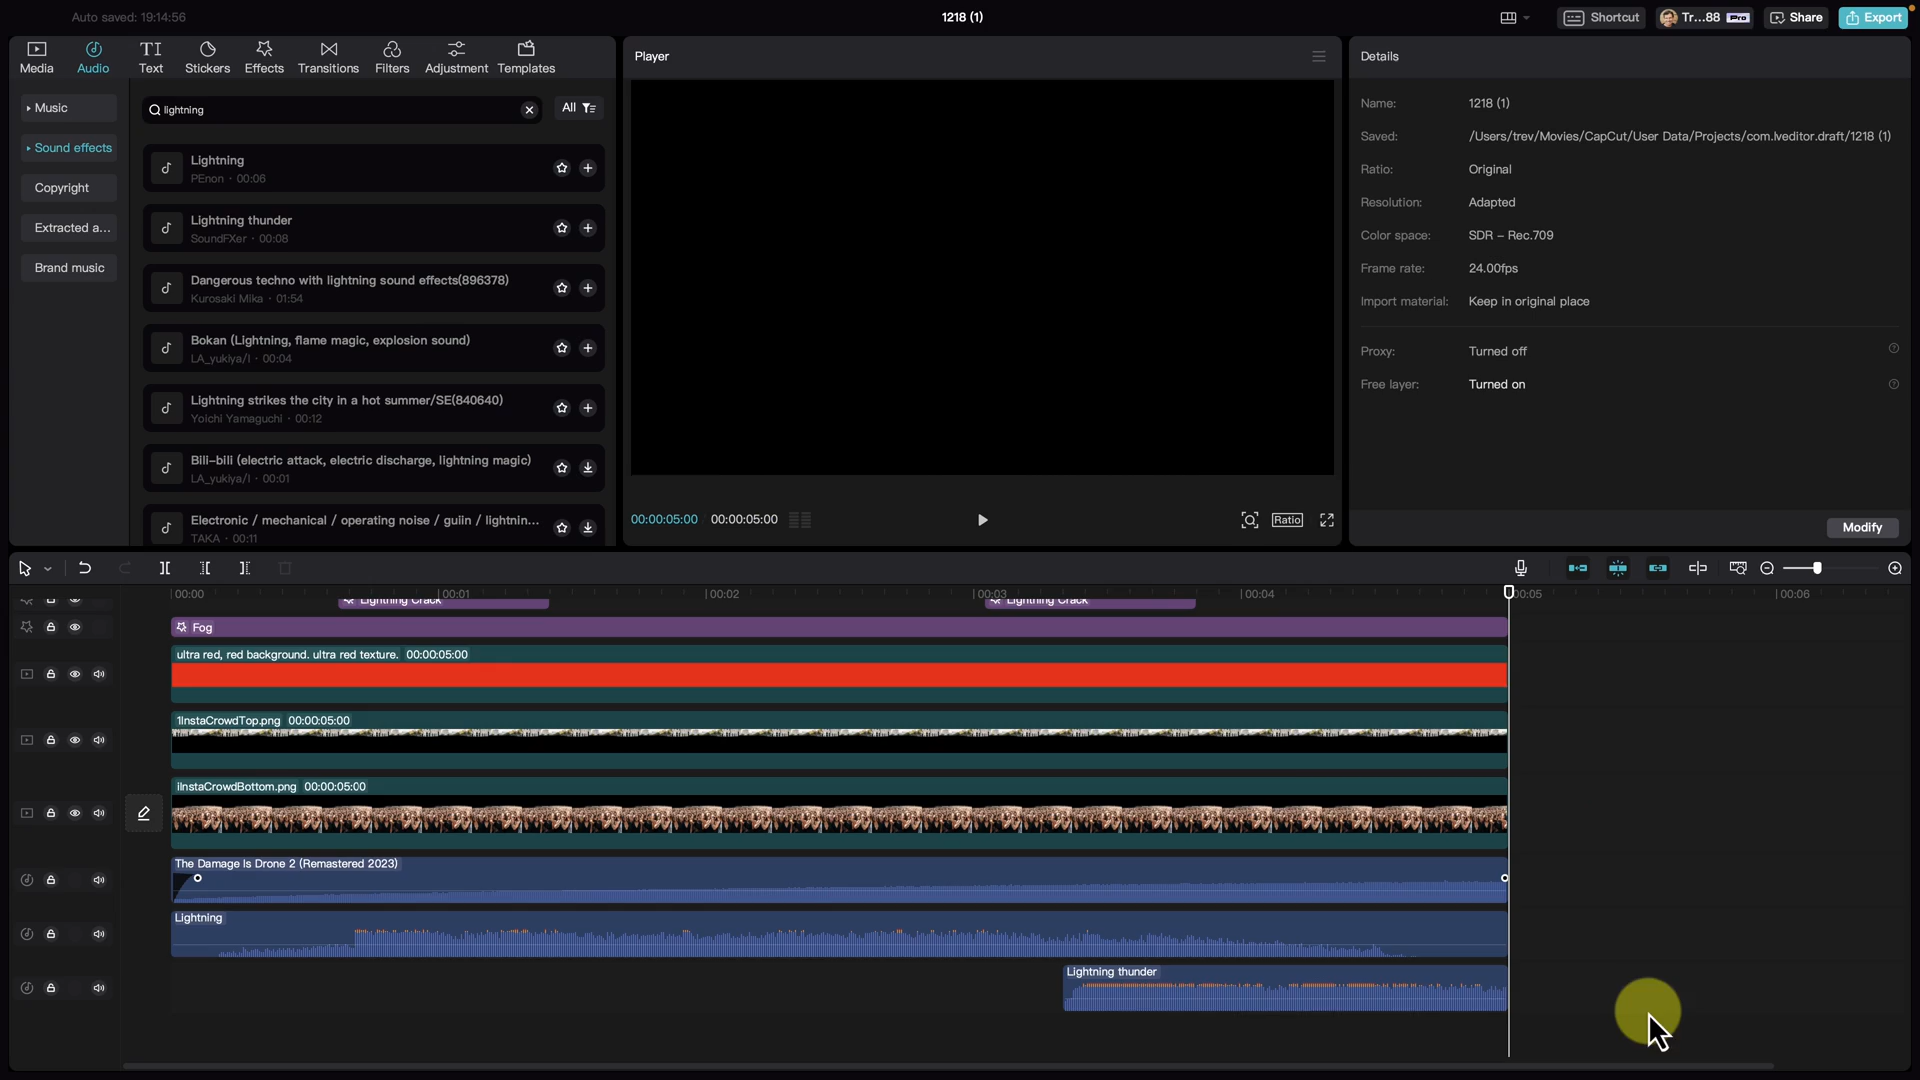 Auto saved: 19:14:56
1218 (1)
Shortcut
Tr...88 Pro
Share
Export
Media
Audio
Text
Stickers
Effects
Transitions
Filters
Adjustment
Templates
Music
Sound effects
Copyright
Extracted a...
Brand music
lightning
All
Lightning
PEnon · 00:06
Lightning thunder
SoundFXer · 00:08
Dangerous techno with lightning sound effects(896378)
Kurosaki Mika · 01:54
Bokan (Lightning, flame magic, explosion sound)
LA_yukiya/l · 00:04
Lightning strikes the city in a hot summer/SE(840640)
Yoichi Yamaguchi · 00:12
Bili-bili (electric attack, electric discharge, lightning magic)
LA_yukiya/l · 00:01
Electronic / mechanical / operating noise / guiin / lightnin...
TAKA · 00:11
Player
00:00:05:00 00:00:05:00
Ratio
Details
Name: 1218 (1)
Saved: /Users/trev/Movies/CapCut/User Data/Projects/com.lveditor.draft/1218 (1)
Ratio: Original
Resolution: Adapted
Color space: SDR – Rec.709
Frame rate: 24.00fps
Import material: Keep in original place
Proxy: Turned off
Free layer: Turned on
Modify
00:00 00:01 00:02 00:03 00:04 00:05 00:06
Lightning Crack Lightning Crack
Fog
ultra red, red background. ultra red texture. 00:00:05:00
1InstaCrowdTop.png 00:00:05:00
iInstaCrowdBottom.png 00:00:05:00
The Damage Is Drone 2 (Remastered 2023)
Lightning
Lightning thunder